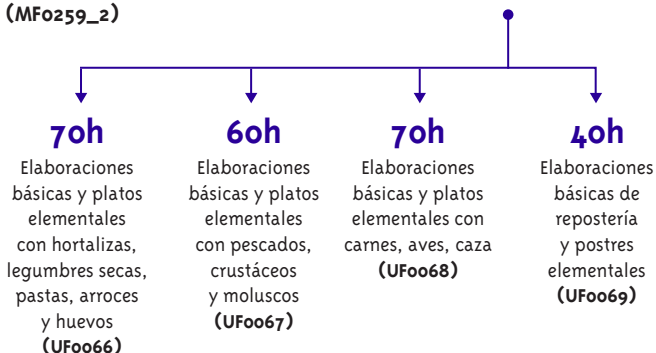 (MF0259_2)
70h
Elaboraciones
básicas y platos
elementales
con hortalizas,
legumbres secas,
pastas, arroces
y huevos
(UF0066)
60h
Elaboraciones
básicas y platos
elementales
con pescados,
crustáceos
y moluscos
(UF0067)
70h
Elaboraciones
básicas y platos
elementales con
carnes, aves, caza
(UF0068)
40h
Elaboraciones
básicas de
repostería
y postres
elementales
(UF0069)